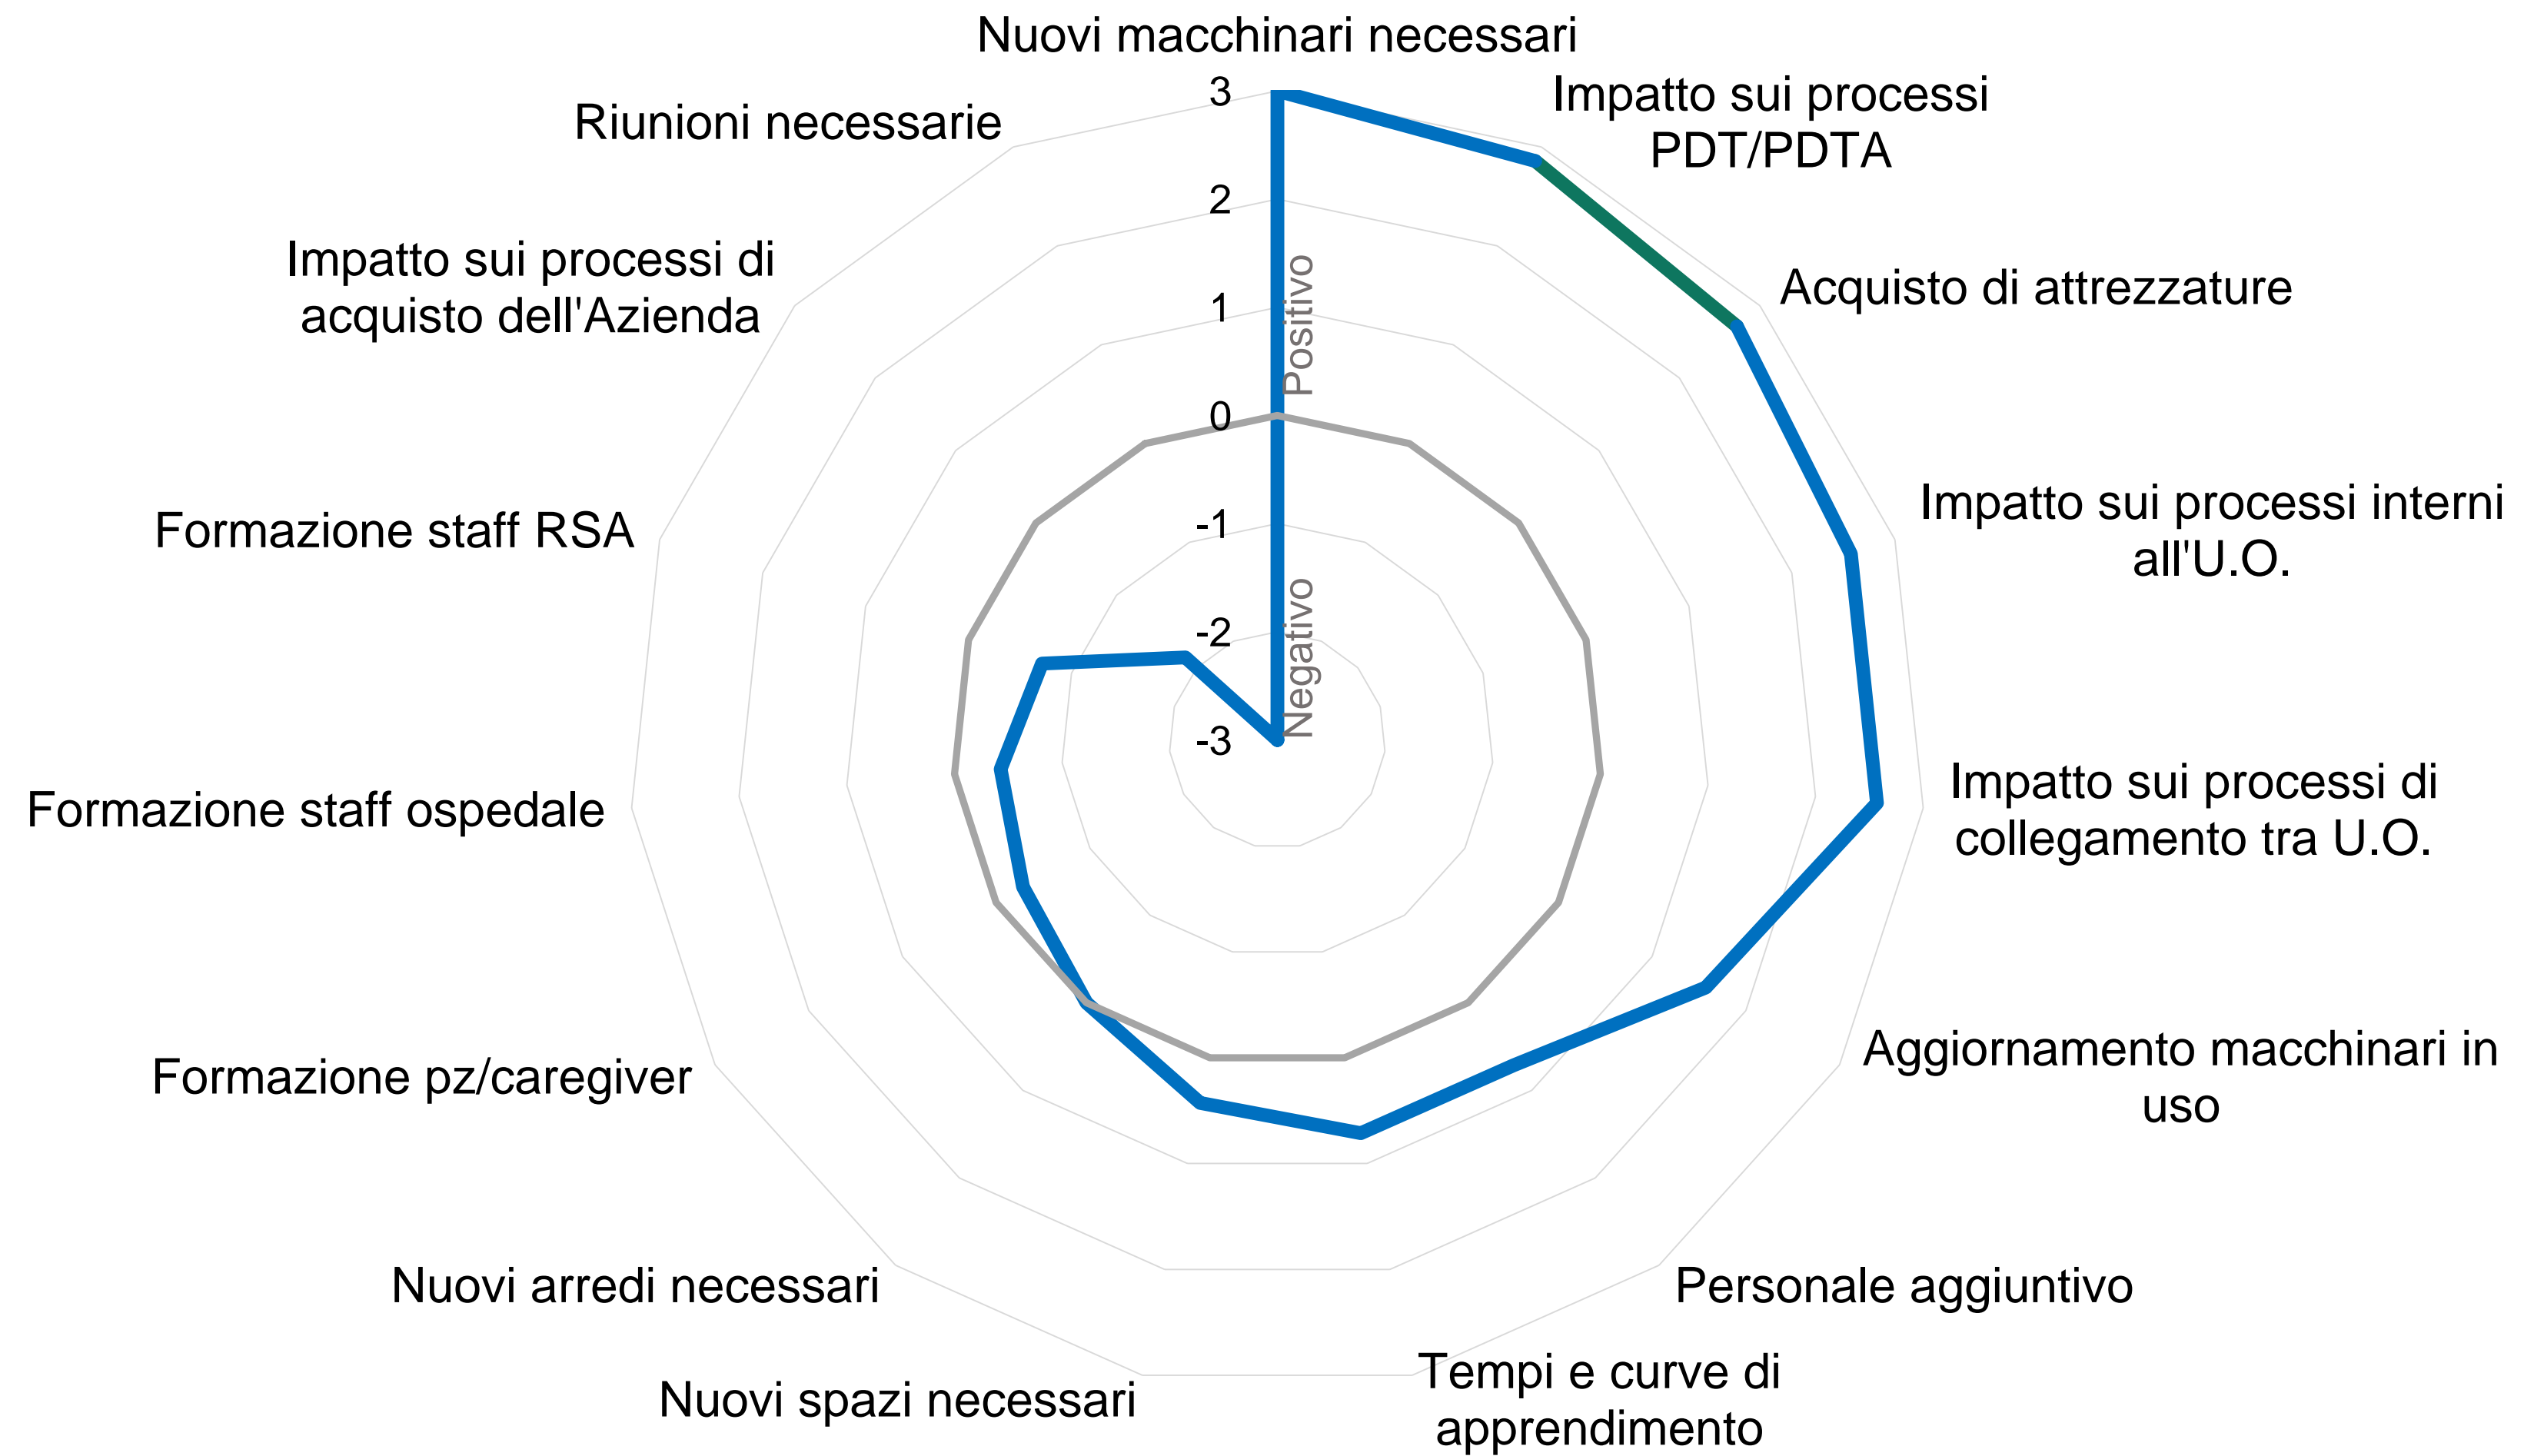 Nuovi macchinari necessari
Impatto sui processi
PDT/PDTA
Acquisto di attrezzature
Impatto sui processi interni
all'U.O.
Impatto sui processi di
collegamento tra U.O.
Aggiornamento macchinari in
uso
Personale aggiuntivo
Tempi e curve di
apprendimento
Nuovi spazi necessari
Nuovi arredi necessari
Formazione pz/caregiver
Formazione staff ospedale
Formazione staff RSA
Impatto sui processi di
acquisto dell'Azienda
Riunioni necessarie
3
2
1
0
-1
-2
-3
Positivo
Negativo